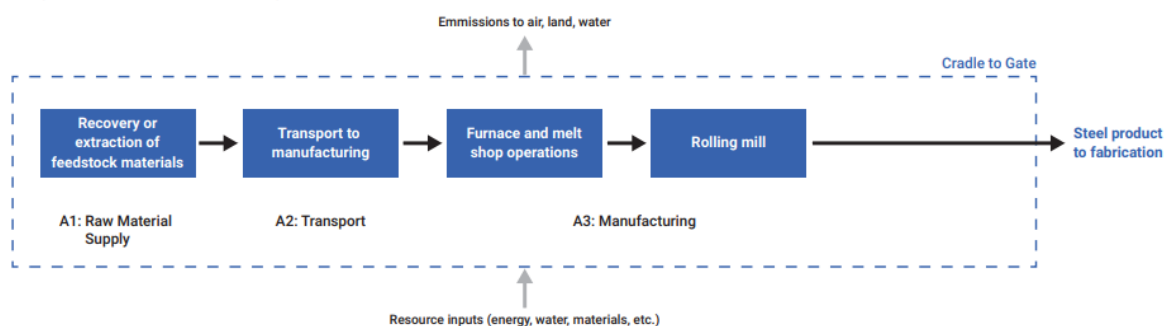 Emmissions to air, land, water
Cradle to Gate
Recovery or
extraction of
feedstock materials
Transport to
manufacturing
Furnace and melt
shop operations
Rolling mill
Steel product
to fabrication
A1: Raw Material
Supply
A2: Transport
A3: Manufacturing
Resource inputs (energy, water, materials, etc.)